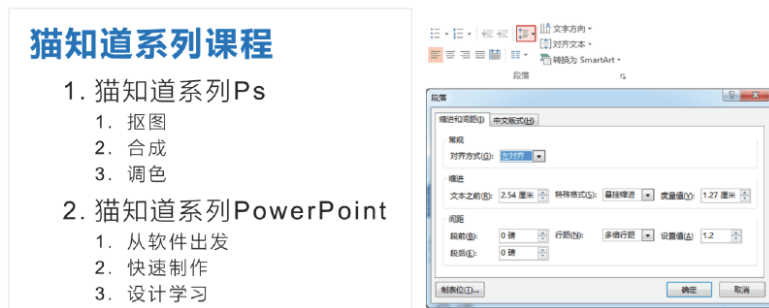 猫知道系列课程
1. 猫知道系列Ps
1. 抠图
2. 合成
3. 调色
2. 猫知道系列PowerPoint
1. 从软件出发
2. 快速制作
3. 设计学习
文字方向
对齐文本
转换为 SmartArt
段落
段落
缩进和间距(I) 中文版式(H)
常规
对齐方式(G): 左对齐
缩进
文本之前(R): 2.54 厘米 特殊格式(S): 悬挂缩进 度量值(Y): 1.27 厘米
间距
段前(B): 0 磅 行距(N): 多倍行距 设置值(A) 1.2
段后(E): 0 磅
制表位(T)... 确定 取消